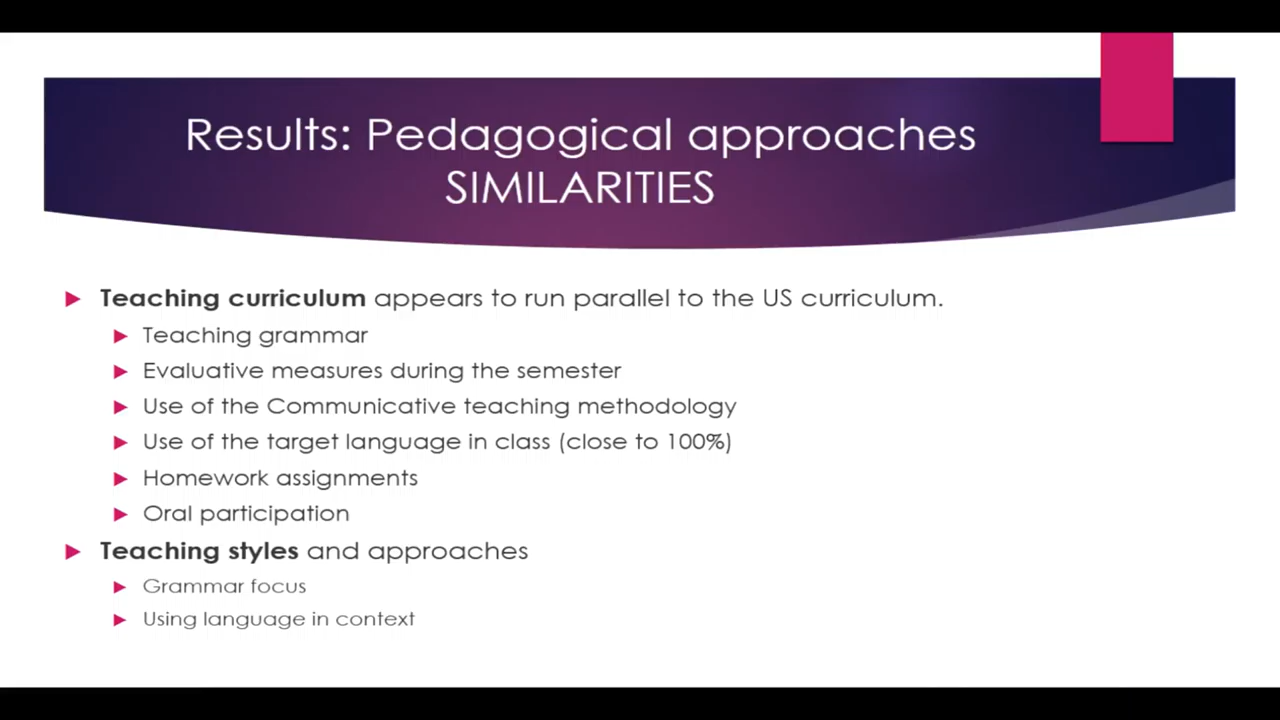 Results: Pedagogical approaches
SIMILARITIES
Teaching curriculum appears to run parallel to the US curriculum.
Teaching grammar
Evaluative measures during the semester
Use of the Communicative teaching methodology
Use of the target language in class (close to 100%)
Homework assignments
Oral participation
Teaching styles and approaches
Grammar focus
Using language in context